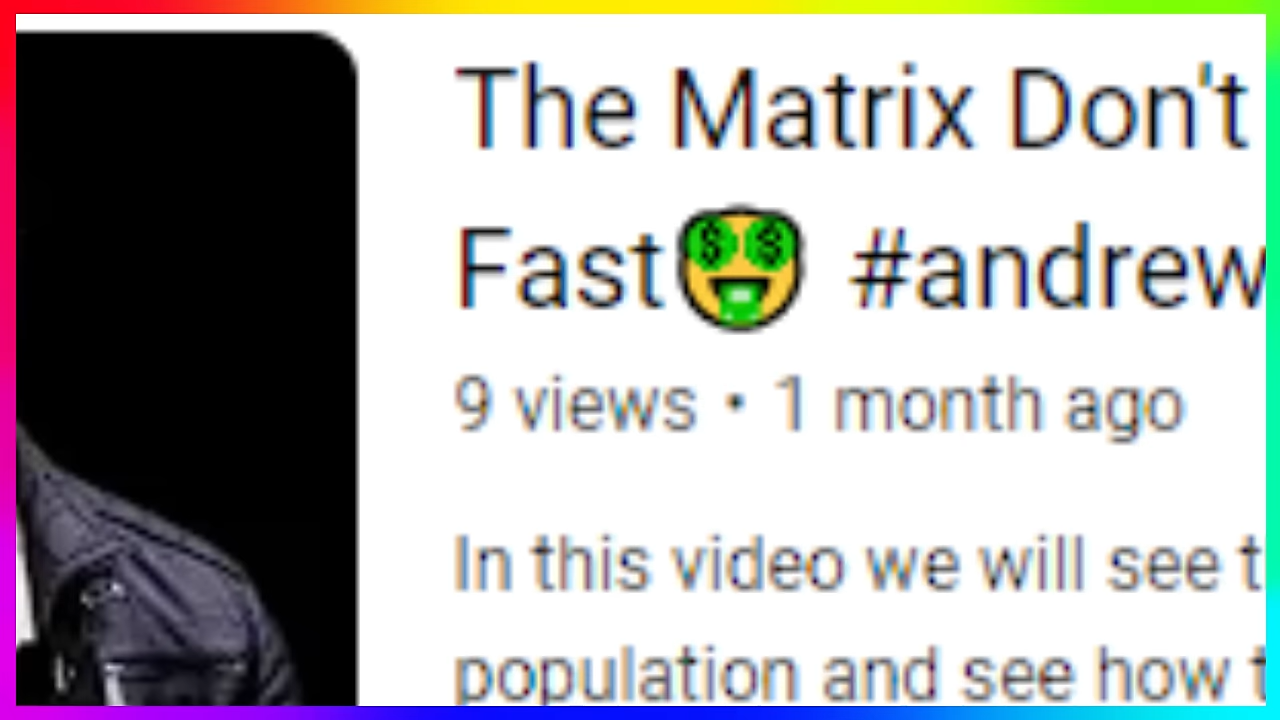 The Matrix Don't
Fast🤑 #andrew
9 views • 1 month ago
In this video we will see t
population and see how t